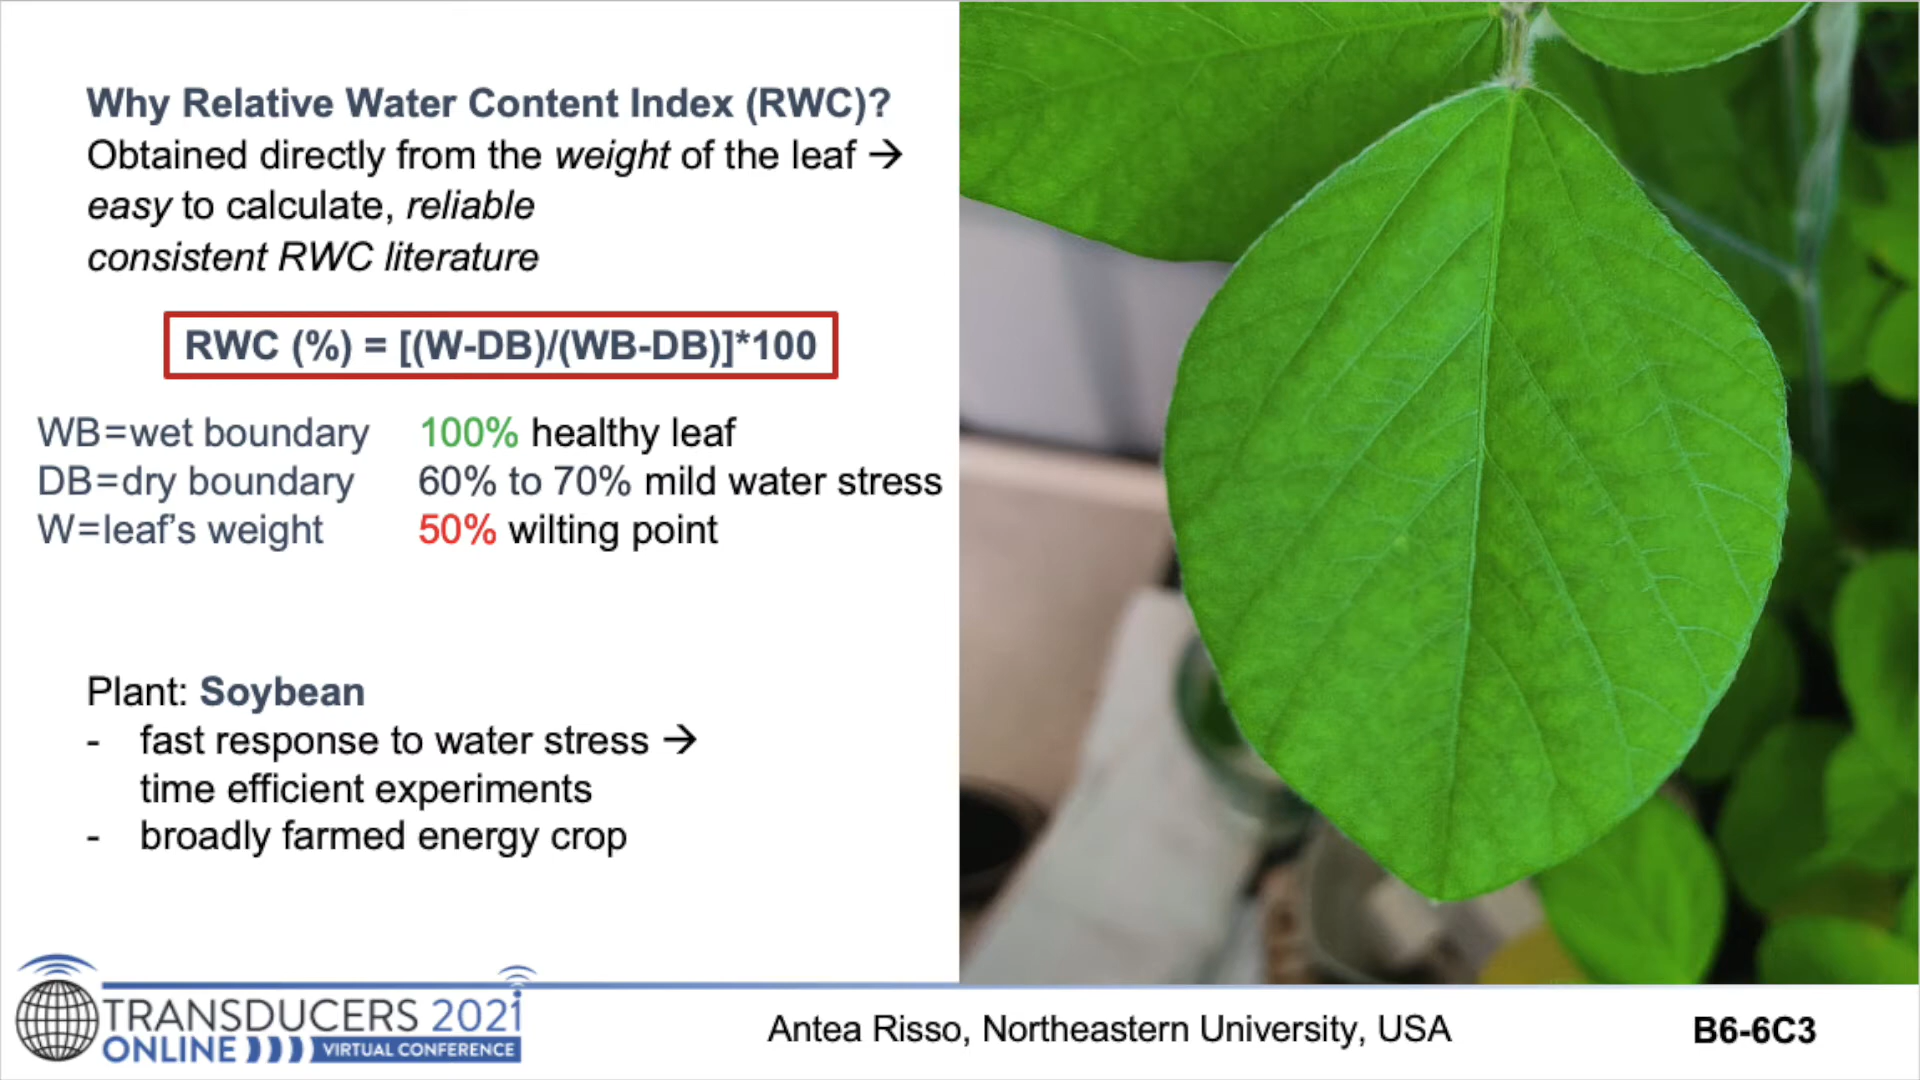 Why Relative Water Content Index (RWC)?
Obtained directly from the weight of the leaf →
easy to calculate, reliable
consistent RWC literature
RWC (%) = [(W-DB)/(WB-DB)]*100
WB=wet boundary
DB=dry boundary
W=leaf's weight
100% healthy leaf
60% to 70% mild water stress
50% wilting point
Plant: Soybean
- fast response to water stress →
time efficient experiments
- broadly farmed energy crop
TRANSDUCERS 2021
ONLINE VIRTUAL CONFERENCE
Antea Risso, Northeastern University, USA
B6-6C3